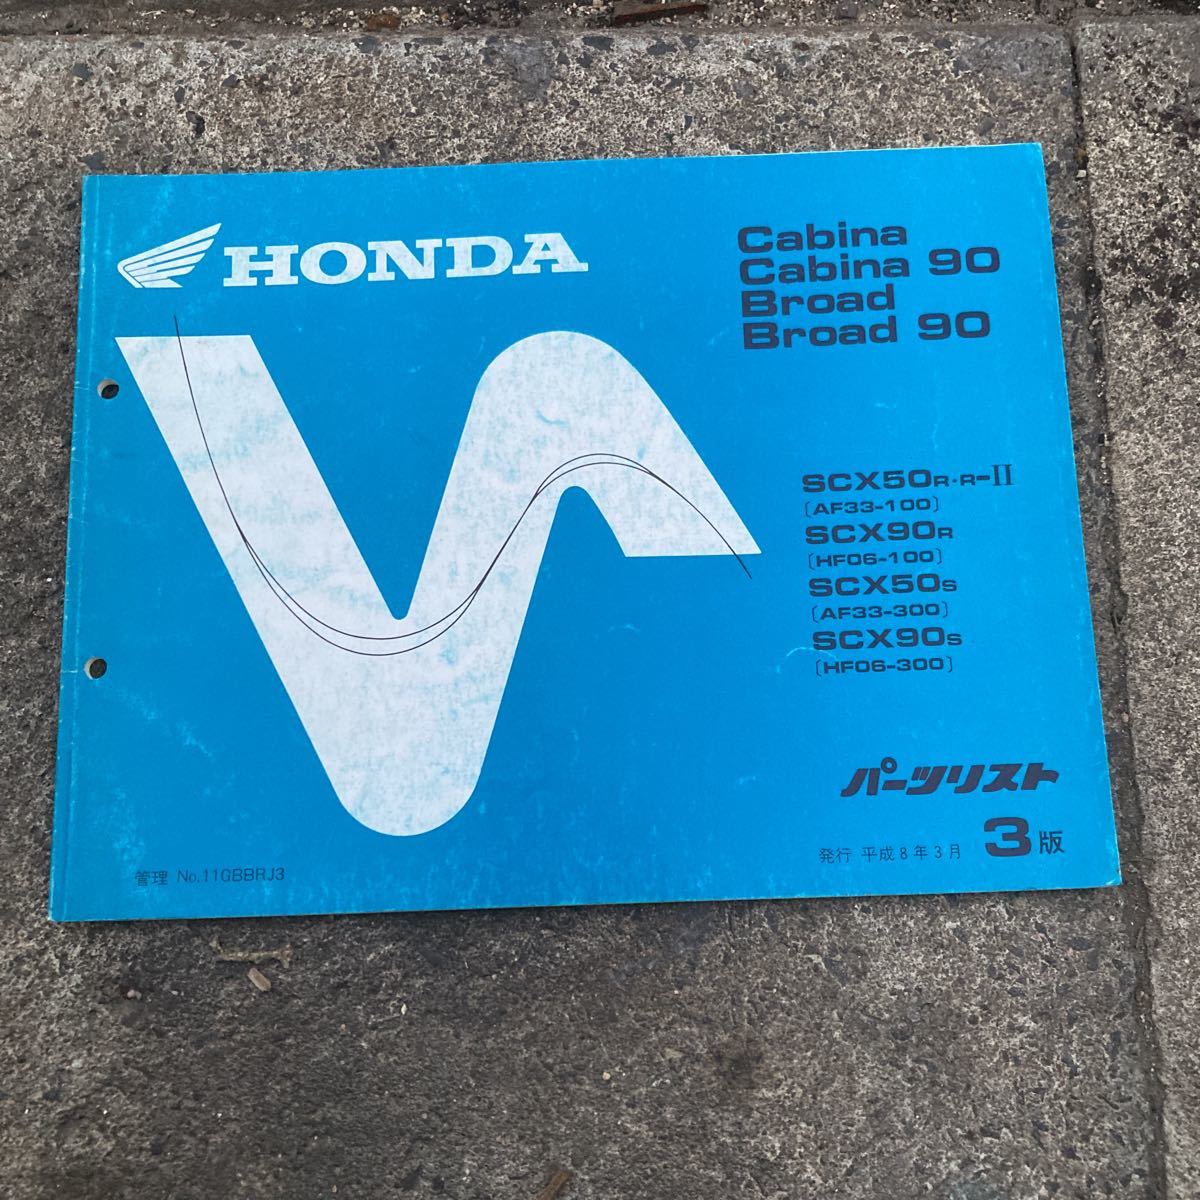 HONDA
Cabina
Cabina 90
Broad
Broad 90
SCX50R・R-II
〔AF33-100〕
SCX90R
〔HF06-100〕
SCX50S
〔AF33-300〕
SCX90S
〔HF06-300〕
パーツリスト
発行 平成8年3月 3版
管理 No.11GBBRJ3